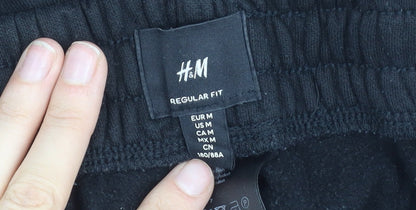 H&M
REGULAR FIT
EUR M
US M
CA M
MX M
CN
180/88A